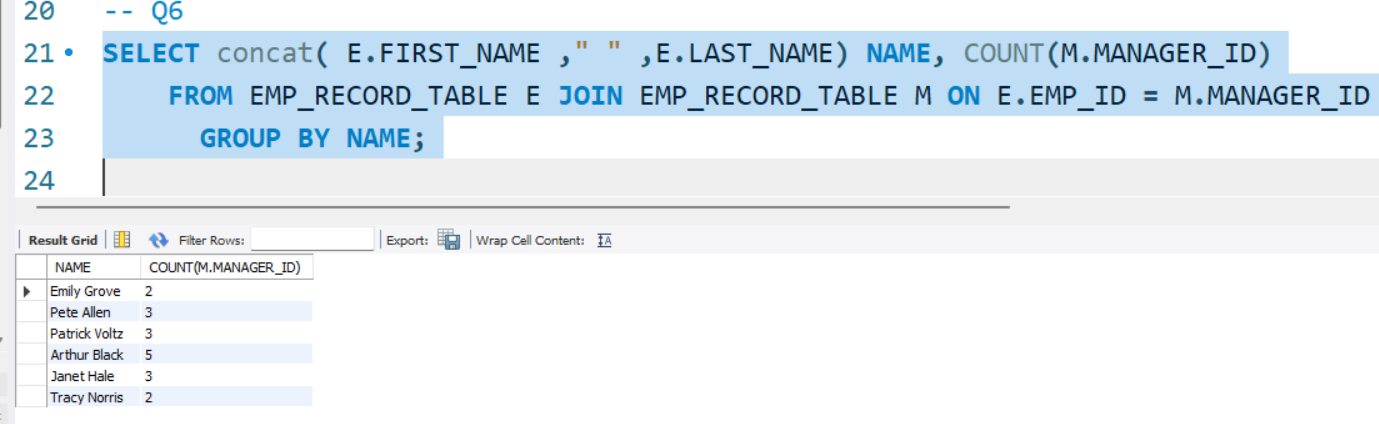 20 -- Q6
21 SELECT concat( E.FIRST_NAME ," " ,E.LAST_NAME) NAME, COUNT(M.MANAGER_ID)
22 FROM EMP_RECORD_TABLE E JOIN EMP_RECORD_TABLE M ON E.EMP_ID = M.MANAGER_ID
23 GROUP BY NAME;
24
Result Grid Filter Rows: Export: Wrap Cell Content: IA
NAME COUNT(M.MANAGER_ID)
Emily Grove 2
Pete Allen 3
Patrick Voltz 3
Arthur Black 5
Janet Hale 3
Tracy Norris 2